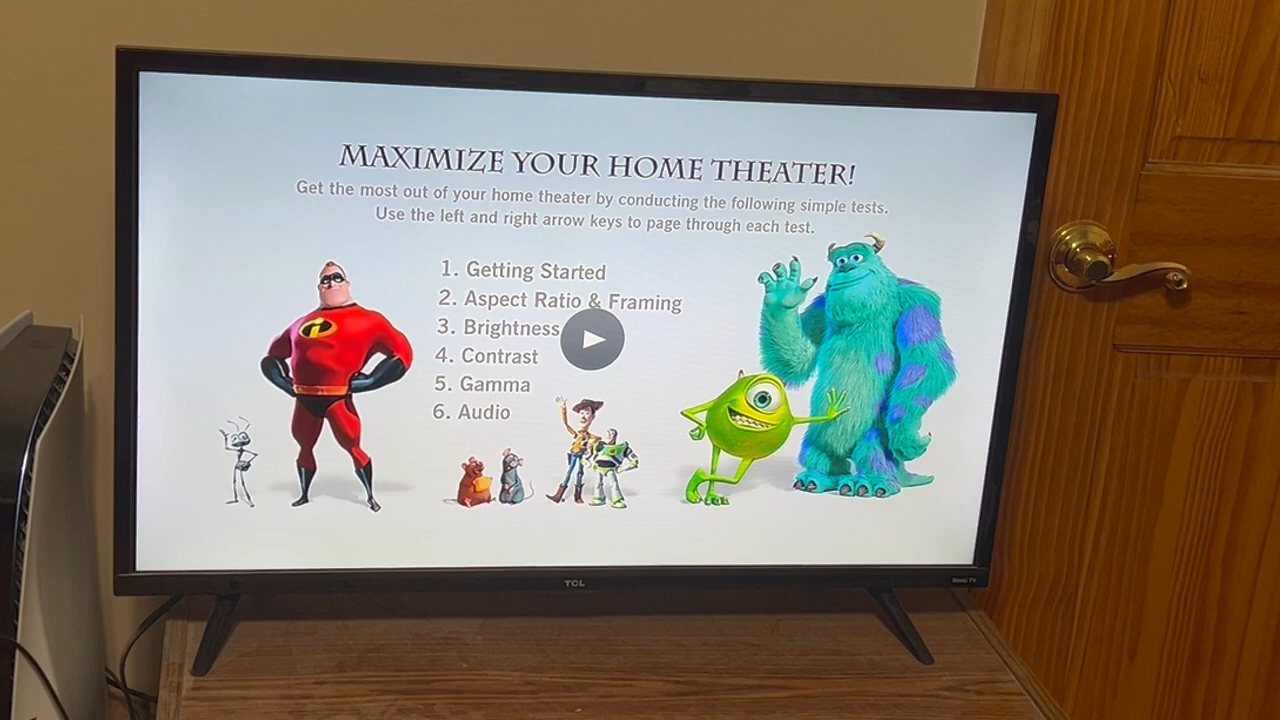 MAXIMIZE YOUR HOME THEATER!
Get the most out of your home theater by conducting the following simple tests.
Use the left and right arrow keys to page through each test.
1. Getting Started
2. Aspect Ratio & Framing
3. Brightness
4. Contrast
5. Gamma
6. Audio
TCL
Roku TV